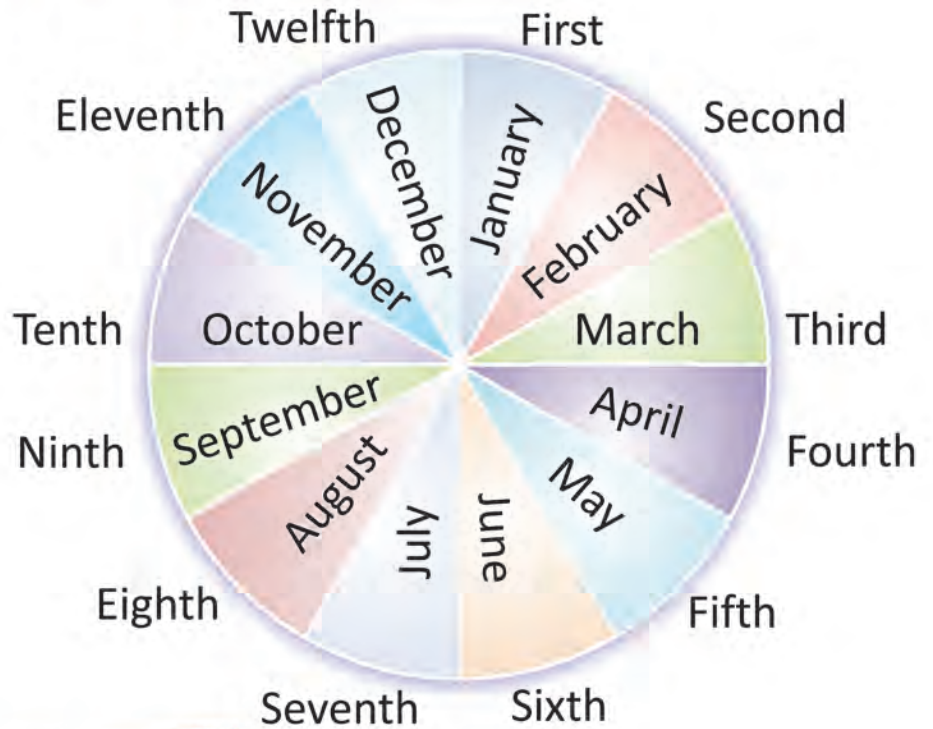 Twelfth
First
Eleventh
Second
December
January
November
February
Tenth
October
March
Third
September
April
Ninth
Fourth
August
May
July
June
Eighth
Fifth
Seventh
Sixth